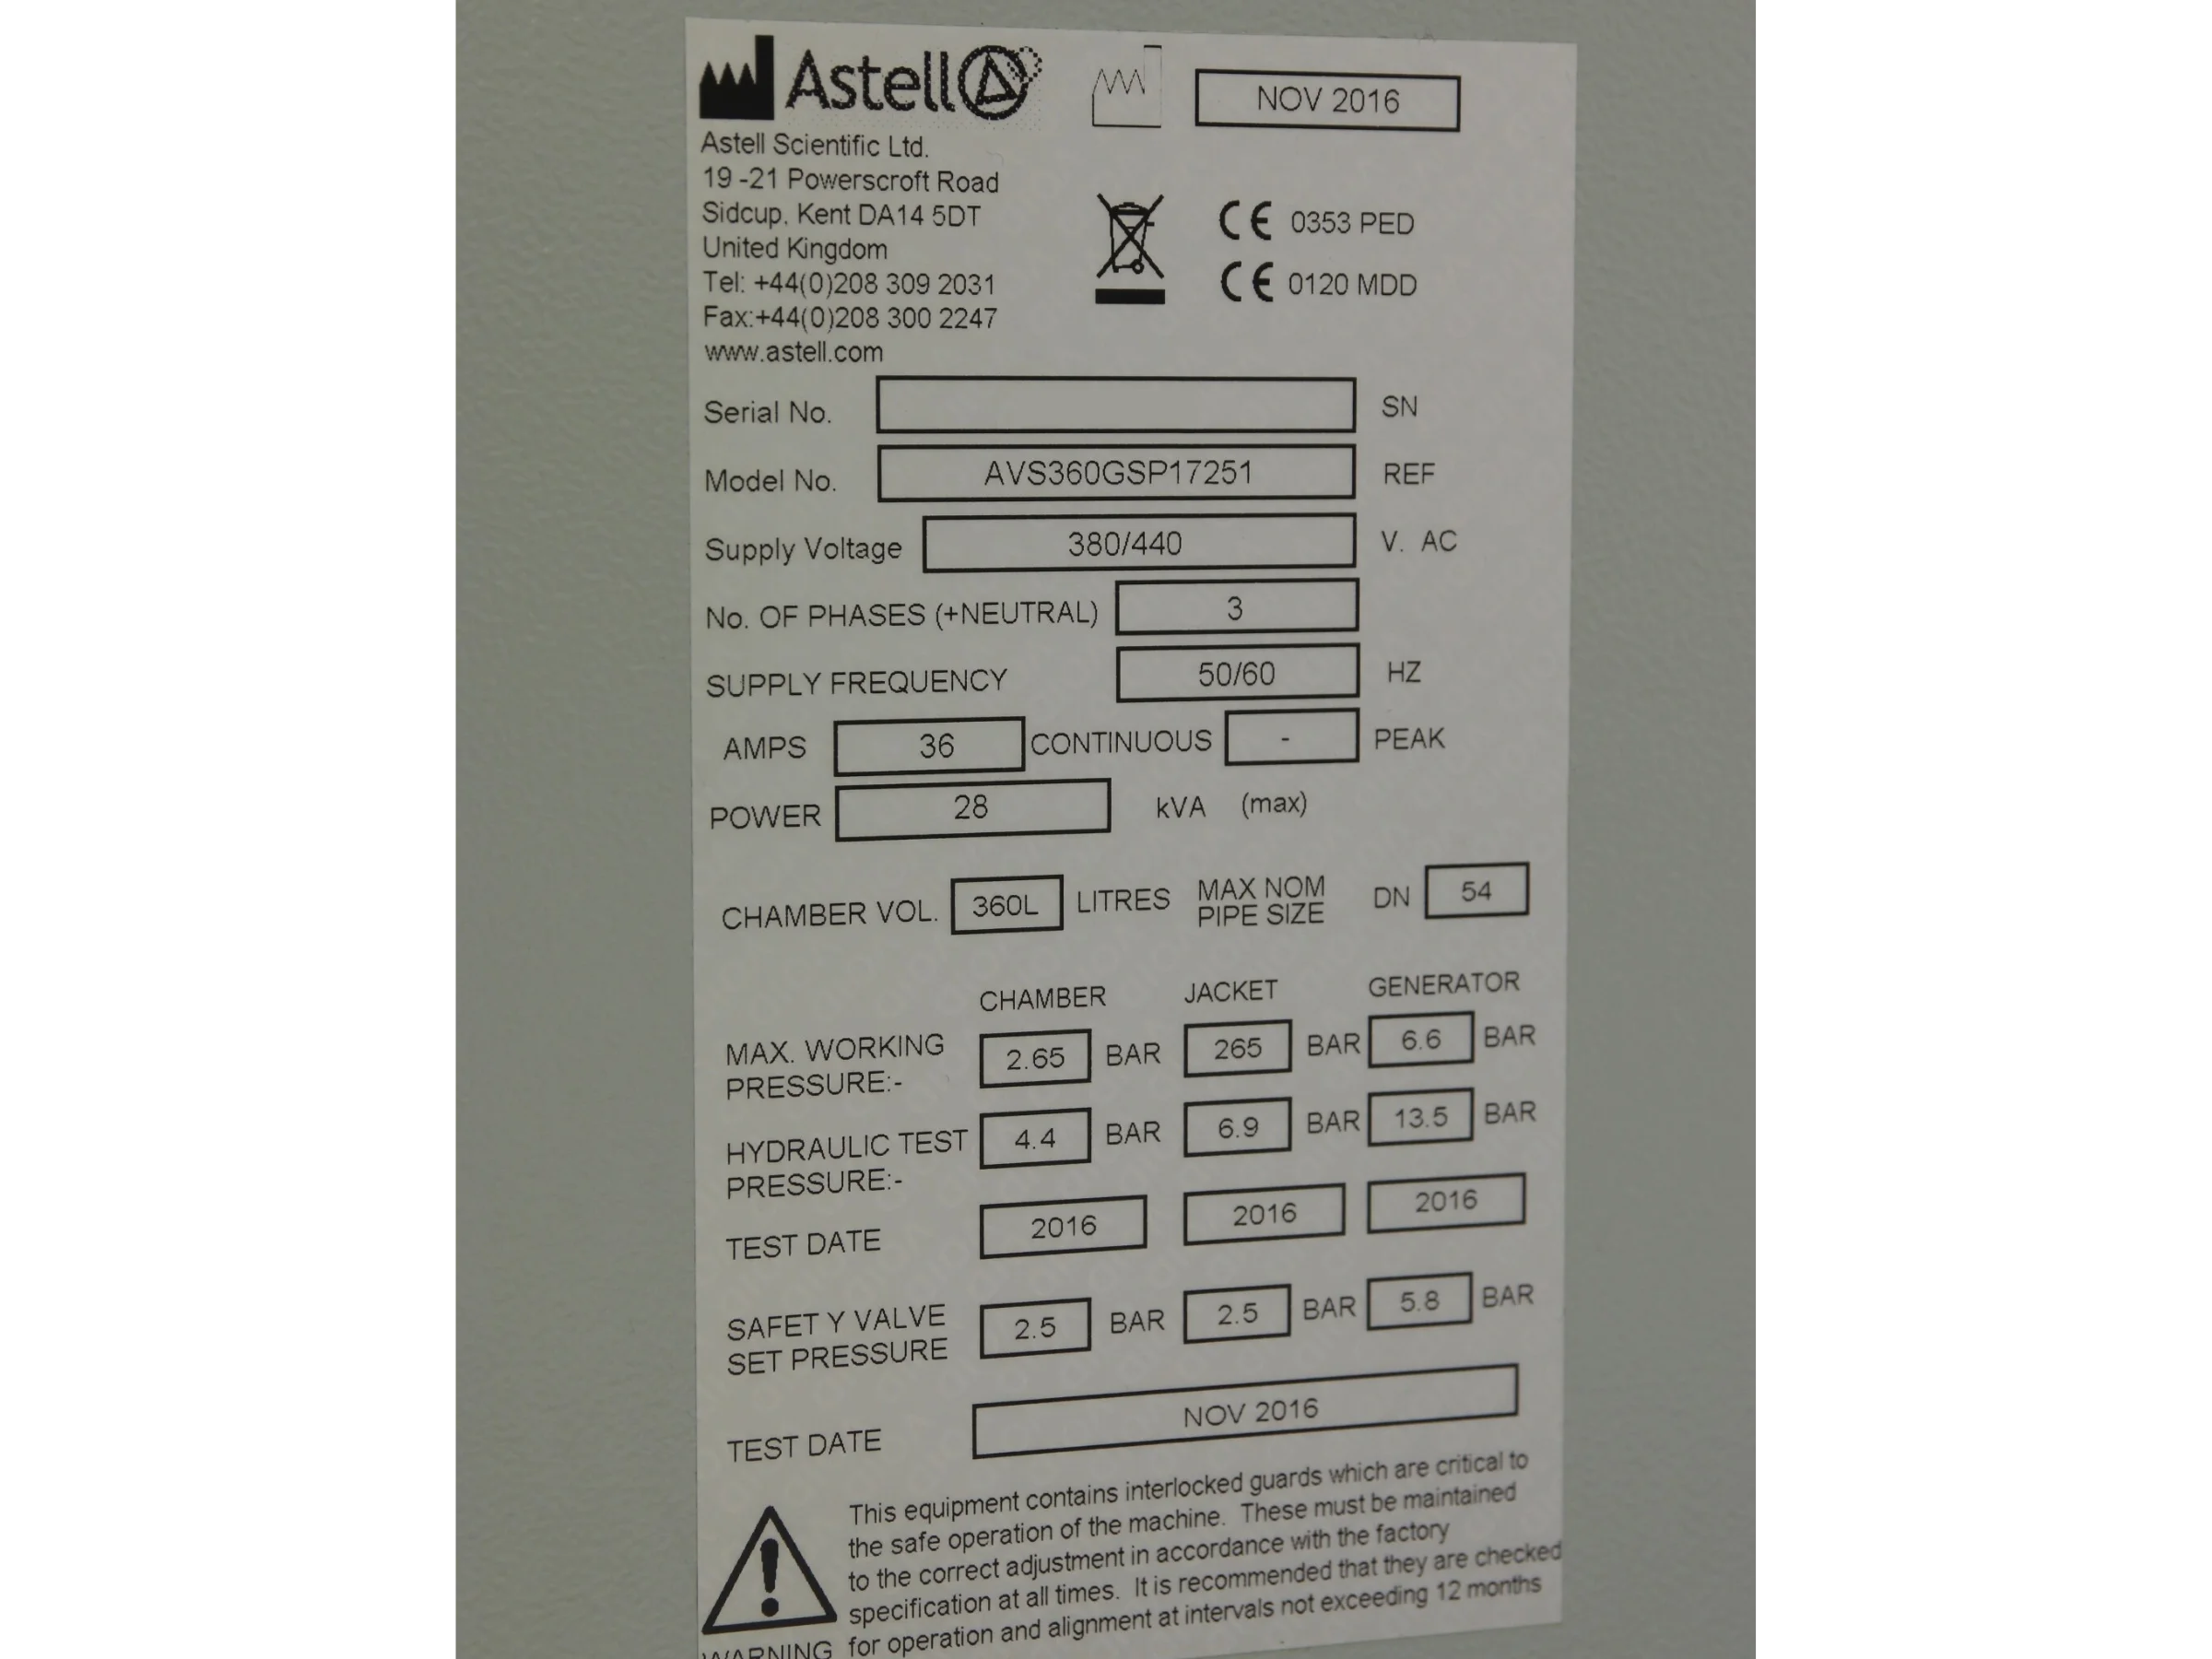 Astell
NOV 2016
Astell Scientific Ltd.
19 -21 Powerscroft Road
Sidcup, Kent DA14 5DT
United Kingdom
Tel: +44(0)208 309 2031
Fax:+44(0)208 300 2247
www.astell.com
CE 0353 PED
CE 0120 MDD
Serial No. SN
Model No. AVS360GSP17251 REF
Supply Voltage 380/440 V. AC
No. OF PHASES (+NEUTRAL) 3
SUPPLY FREQUENCY 50/60 HZ
AMPS 36 CONTINUOUS - PEAK
POWER 28 kVA (max)
CHAMBER VOL. 360L LITRES MAX NOM PIPE SIZE DN 54
CHAMBER JACKET GENERATOR
MAX. WORKING PRESSURE:- 2.65 BAR 265 BAR 6.6 BAR
HYDRAULIC TEST PRESSURE:- 4.4 BAR 6.9 BAR 13.5 BAR
TEST DATE 2016 2016 2016
SAFET Y VALVE SET PRESSURE 2.5 BAR 2.5 BAR 5.8 BAR
TEST DATE NOV 2016
This equipment contains interlocked guards which are critical to
the safe operation of the machine. These must be maintained
to the correct adjustment in accordance with the factory
specification at all times. It is recommended that they are checked
for operation and alignment at intervals not exceeding 12 months
WARNING